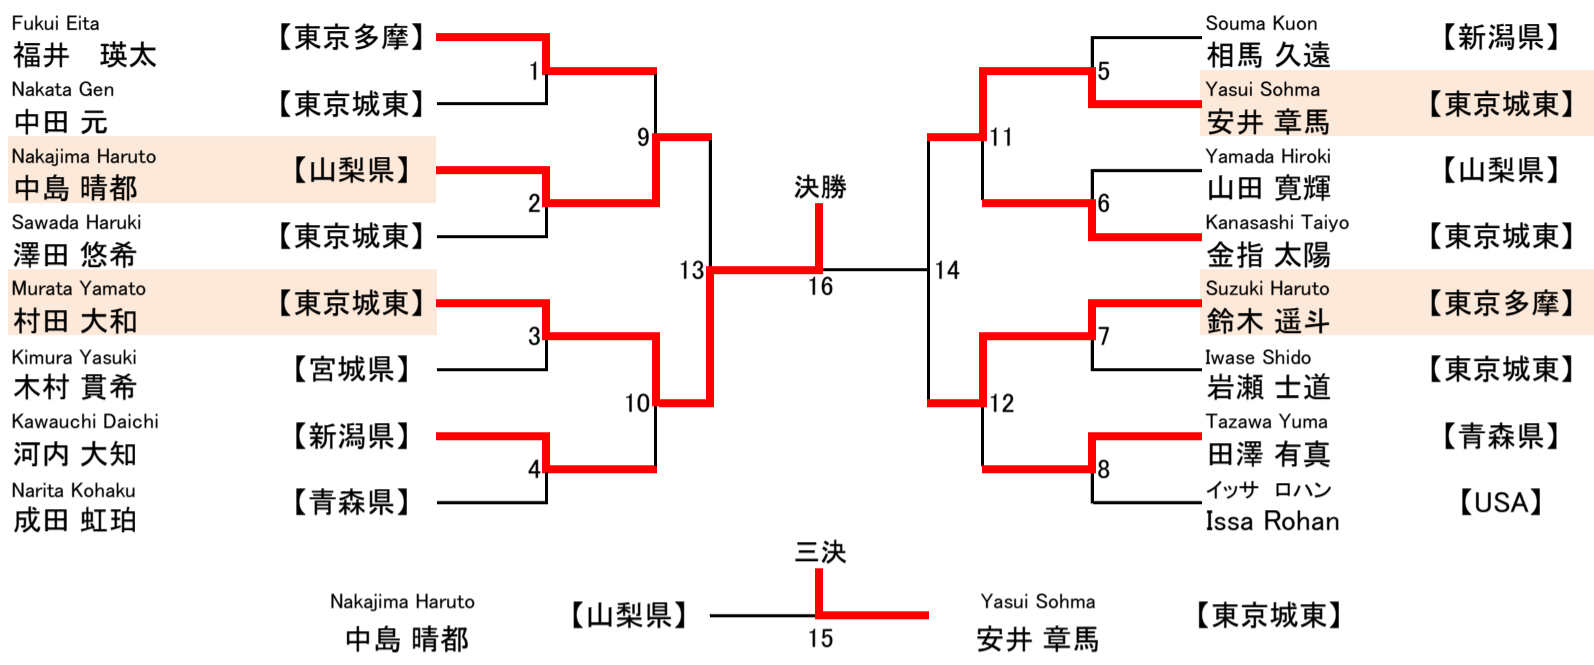 Fukui Eita
福井　瑛太
【東京多摩】
Nakata Gen
中田 元
【東京城東】
Nakajima Haruto
中島 晴都
【山梨県】
Sawada Haruki
澤田 悠希
【東京城東】
Murata Yamato
村田 大和
【東京城東】
Kimura Yasuki
木村 貫希
【宮城県】
Kawauchi Daichi
河内 大知
【新潟県】
Narita Kohaku
成田 虹珀
【青森県】
1
2
3
4
9
10
13
決勝
16
14
11
12
5
6
7
8
Souma Kuon
相馬 久遠
【新潟県】
Yasui Sohma
安井 章馬
【東京城東】
Yamada Hiroki
山田 寛輝
【山梨県】
Kanasashi Taiyo
金指 太陽
【東京城東】
Suzuki Haruto
鈴木 遥斗
【東京多摩】
Iwase Shido
岩瀬 士道
【東京城東】
Tazawa Yuma
田澤 有真
【青森県】
イッサ　ロハン
Issa Rohan
【USA】
三決
Nakajima Haruto
中島 晴都
【山梨県】
15
Yasui Sohma
安井 章馬
【東京城東】